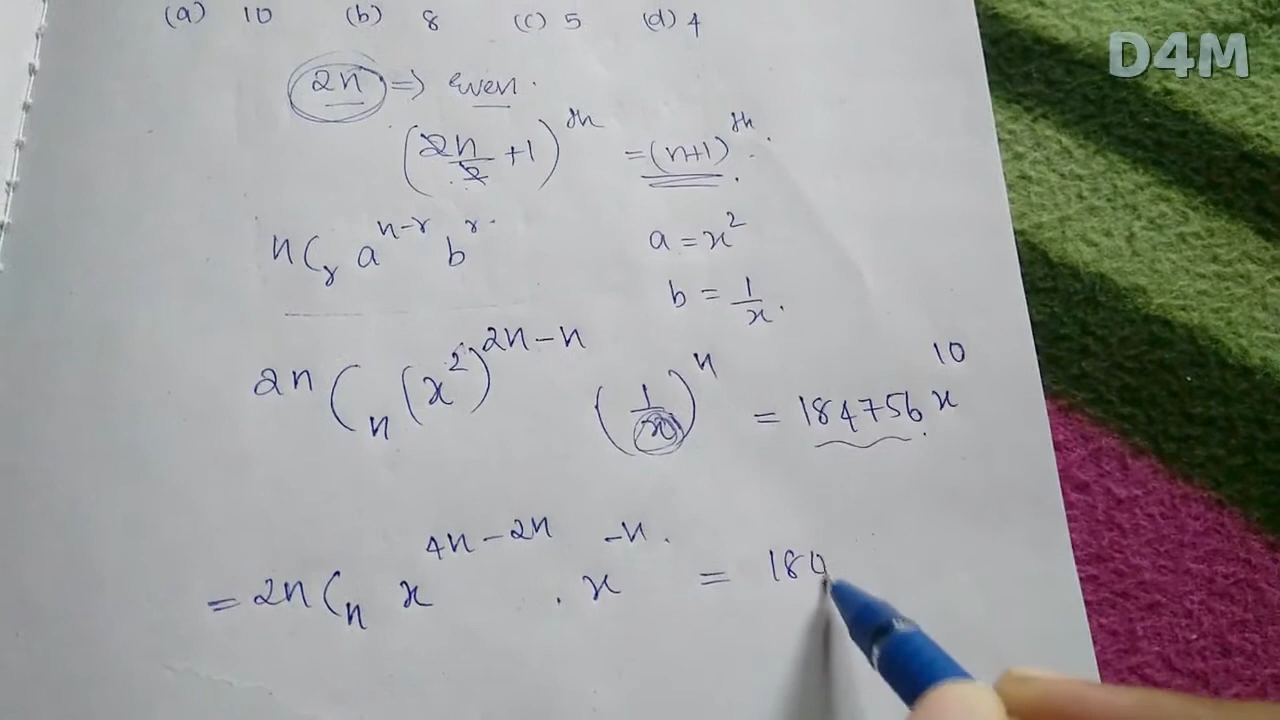 D4M
(a) 10 (b) 8 (c) 5 (d) 4
2n => even.
(2n/2 +1)^th = (n+1)^th.
nCr a^n-r b^r. a = x^2
b = 1/x.
2nCn (x^2)^2n-n (1/x)^n = 184756 x^10
= 2nCn x^4n-2n . x^-n. = 184